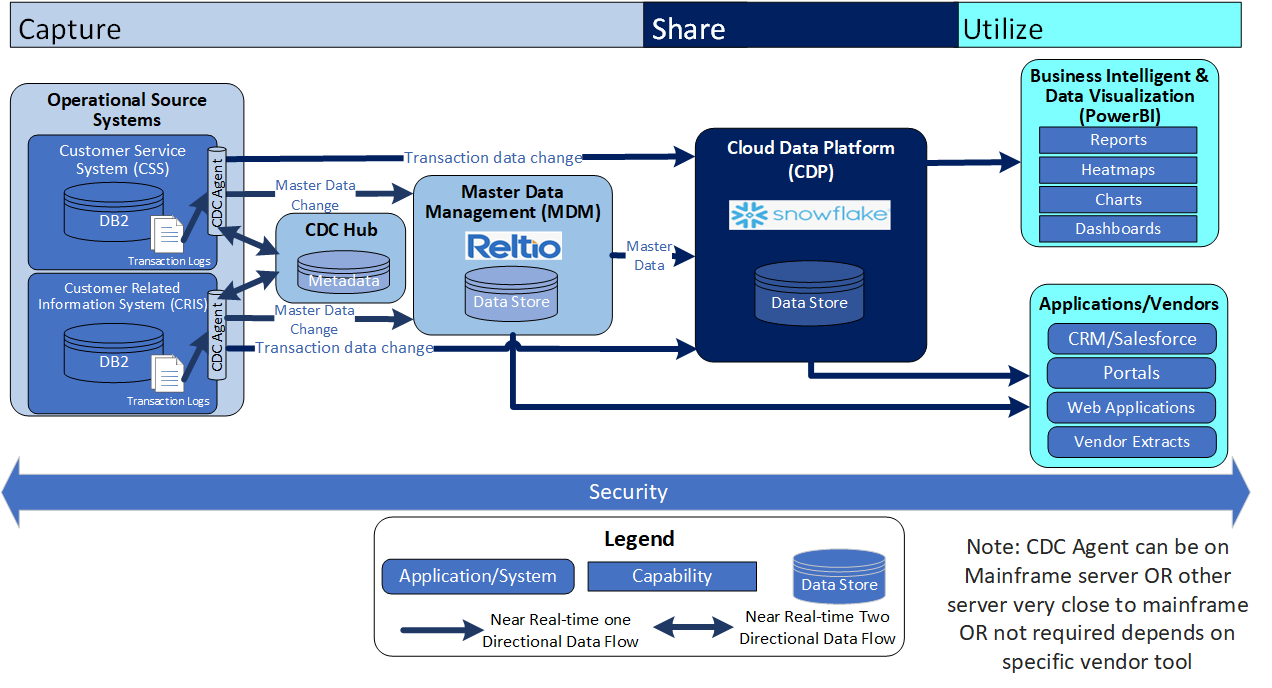 Capture
Share
Utilize
Operational Source
Systems
Customer Service
System (CSS)
DB2
Transaction Logs
CDC Agent
Customer Related
Information System (CRIS)
DB2
Transaction Logs
CDC Agent
Transaction data change
Master Data
Change
CDC Hub
Metadata
Master Data
Change
Transaction data change
Master Data
Management (MDM)
Reltio
Data Store
Master
Data
Cloud Data Platform
(CDP)
snowflake
Data Store
Business Intelligent &
Data Visualization
(PowerBI)
Reports
Heatmaps
Charts
Dashboards
Applications/Vendors
CRM/Salesforce
Portals
Web Applications
Vendor Extracts
Security
Legend
Application/System
Capability
Data Store
Near Real-time one
Directional Data Flow
Near Real-time Two
Directional Data Flow
Note: CDC Agent can be on
Mainframe server OR other
server very close to mainframe
OR not required depends on
specific vendor tool